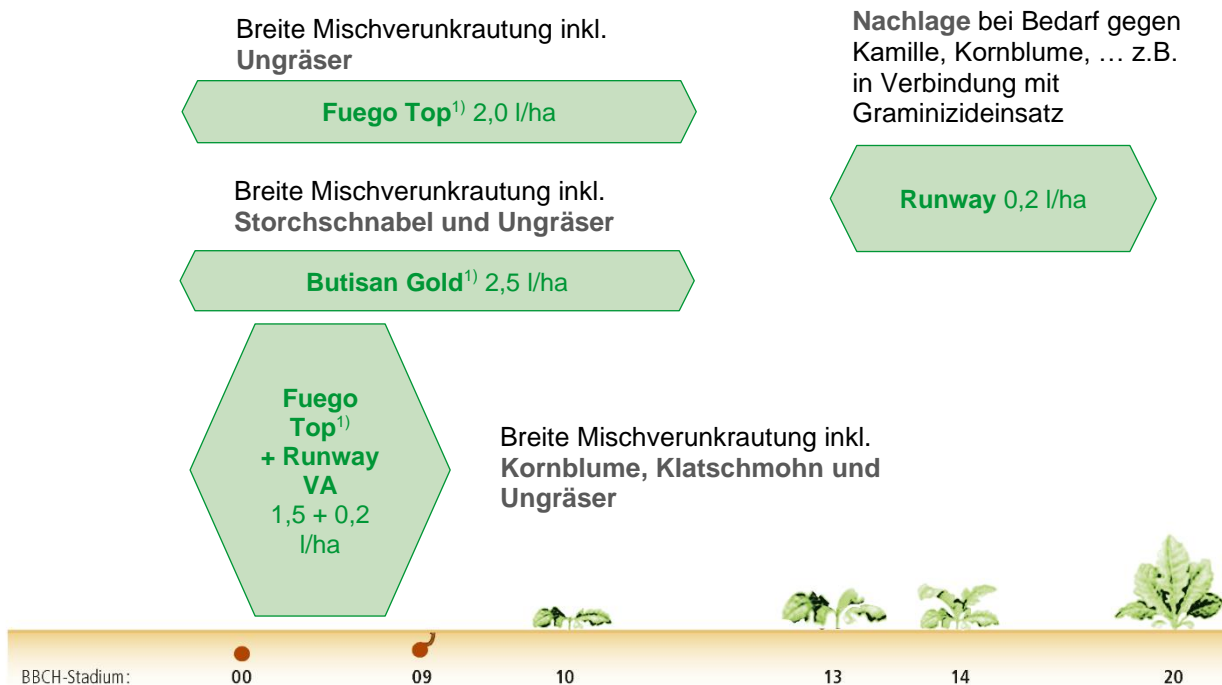 Breite Mischverunkrautung inkl.
Ungräser
Fuego Top¹⁾ 2,0 l/ha
Nachlage bei Bedarf gegen
Kamille, Kornblume, … z.B.
in Verbindung mit
Graminizideinsatz
Runway 0,2 l/ha
Breite Mischverunkrautung inkl.
Storchschnabel und Ungräser
Butisan Gold¹⁾ 2,5 l/ha
Fuego
Top¹⁾
+ Runway
VA
1,5 + 0,2
l/ha
Breite Mischverunkrautung inkl.
Kornblume, Klatschmohn und
Ungräser
BBCH-Stadium: 00 09 10 13 14 20